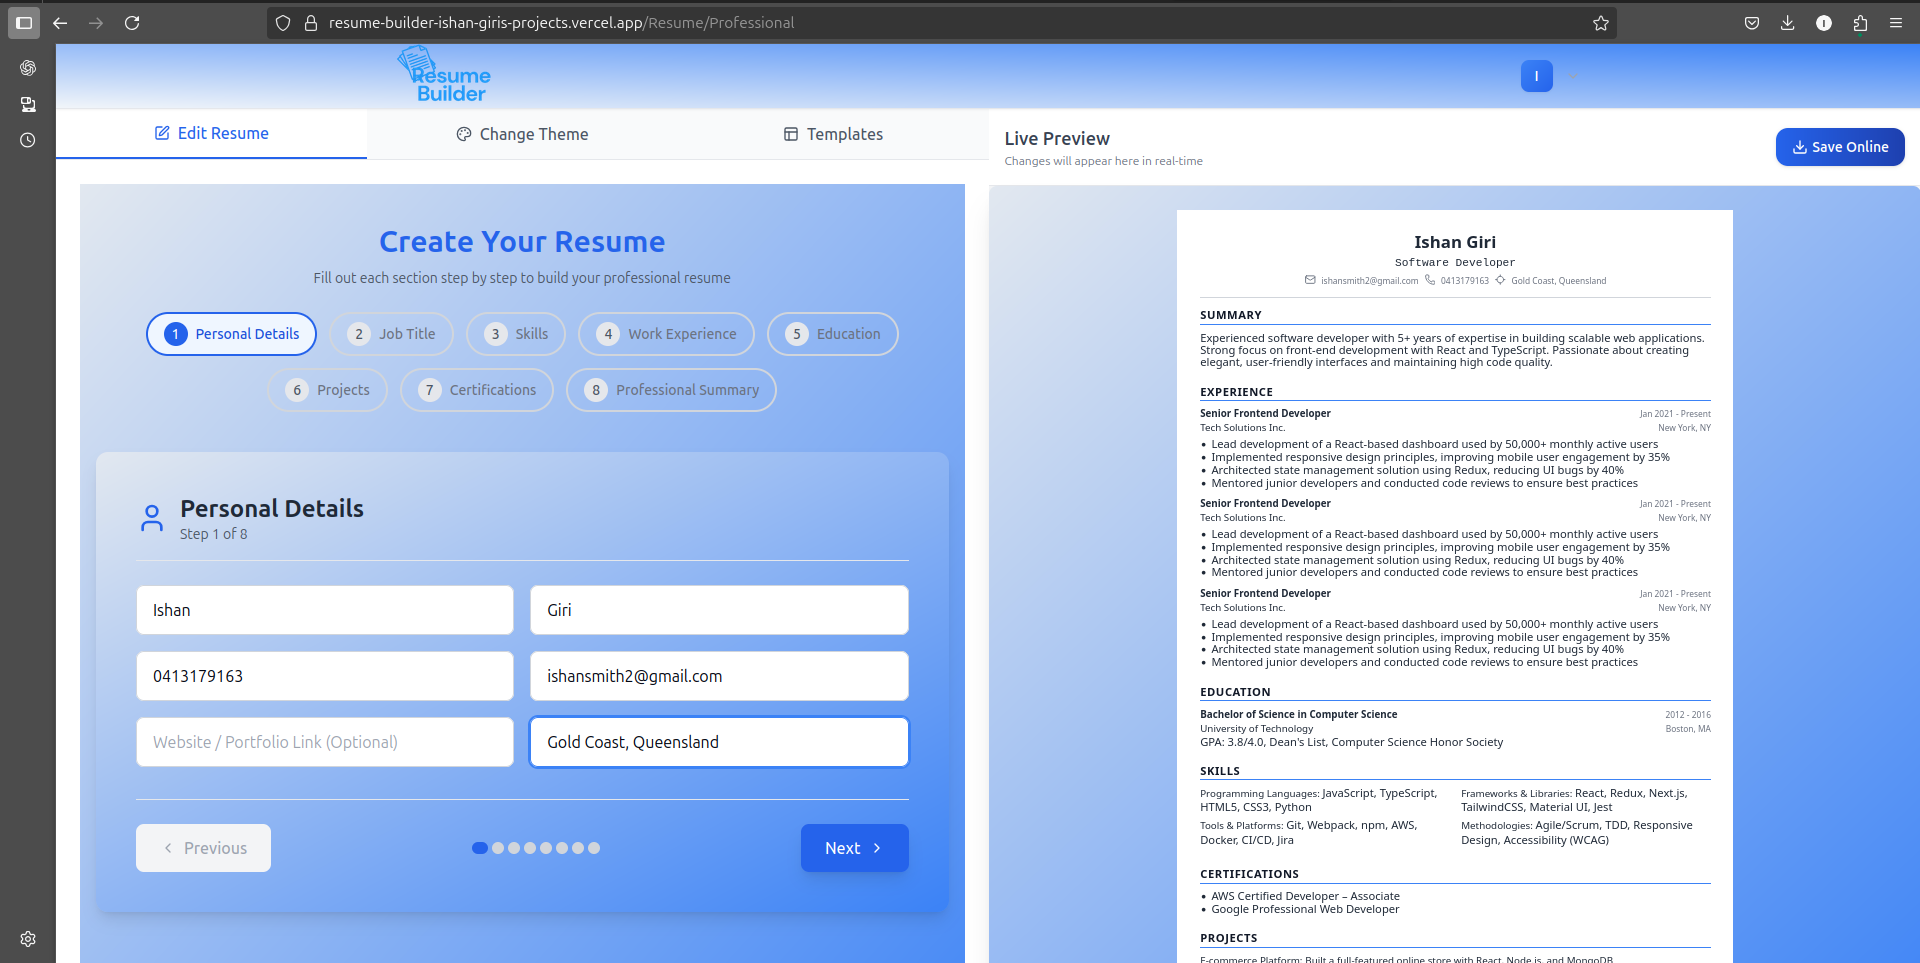 resume-builder-ishan-giris-projects.vercel.app/Resume/Professional
Resume
Builder
I
Edit Resume
Change Theme
Templates
Create Your Resume
Fill out each section step by step to build your professional resume
1 Personal Details
2 Job Title
3 Skills
4 Work Experience
5 Education
6 Projects
7 Certifications
8 Professional Summary
Personal Details
Step 1 of 8
Ishan
Giri
0413179163
ishansmith2@gmail.com
Website / Portfolio Link (Optional)
Gold Coast, Queensland
Previous
Next
Live Preview
Changes will appear here in real-time
Save Online
Ishan Giri
Software Developer
ishansmith2@gmail.com 0413179163 Gold Coast, Queensland
SUMMARY
Experienced software developer with 5+ years of expertise in building scalable web applications.
Strong focus on front-end development with React and TypeScript. Passionate about creating
elegant, user-friendly interfaces and maintaining high code quality.
EXPERIENCE
Senior Frontend Developer Jan 2021 - Present
Tech Solutions Inc. New York, NY
• Lead development of a React-based dashboard used by 50,000+ monthly active users
• Implemented responsive design principles, improving mobile user engagement by 35%
• Architected state management solution using Redux, reducing UI bugs by 40%
• Mentored junior developers and conducted code reviews to ensure best practices
Senior Frontend Developer Jan 2021 - Present
Tech Solutions Inc. New York, NY
• Lead development of a React-based dashboard used by 50,000+ monthly active users
• Implemented responsive design principles, improving mobile user engagement by 35%
• Architected state management solution using Redux, reducing UI bugs by 40%
• Mentored junior developers and conducted code reviews to ensure best practices
Senior Frontend Developer Jan 2021 - Present
Tech Solutions Inc. New York, NY
• Lead development of a React-based dashboard used by 50,000+ monthly active users
• Implemented responsive design principles, improving mobile user engagement by 35%
• Architected state management solution using Redux, reducing UI bugs by 40%
• Mentored junior developers and conducted code reviews to ensure best practices
EDUCATION
Bachelor of Science in Computer Science 2012 - 2016
University of Technology Boston, MA
GPA: 3.8/4.0, Dean's List, Computer Science Honor Society
SKILLS
Programming Languages: JavaScript, TypeScript,
HTML5, CSS3, Python
Frameworks & Libraries: React, Redux, Next.js,
TailwindCSS, Material UI, Jest
Tools & Platforms: Git, Webpack, npm, AWS,
Docker, CI/CD, Jira
Methodologies: Agile/Scrum, TDD, Responsive
Design, Accessibility (WCAG)
CERTIFICATIONS
• AWS Certified Developer – Associate
• Google Professional Web Developer
PROJECTS
E-commerce Platform: Built a full-featured online store with React, Node.js, and MongoDB